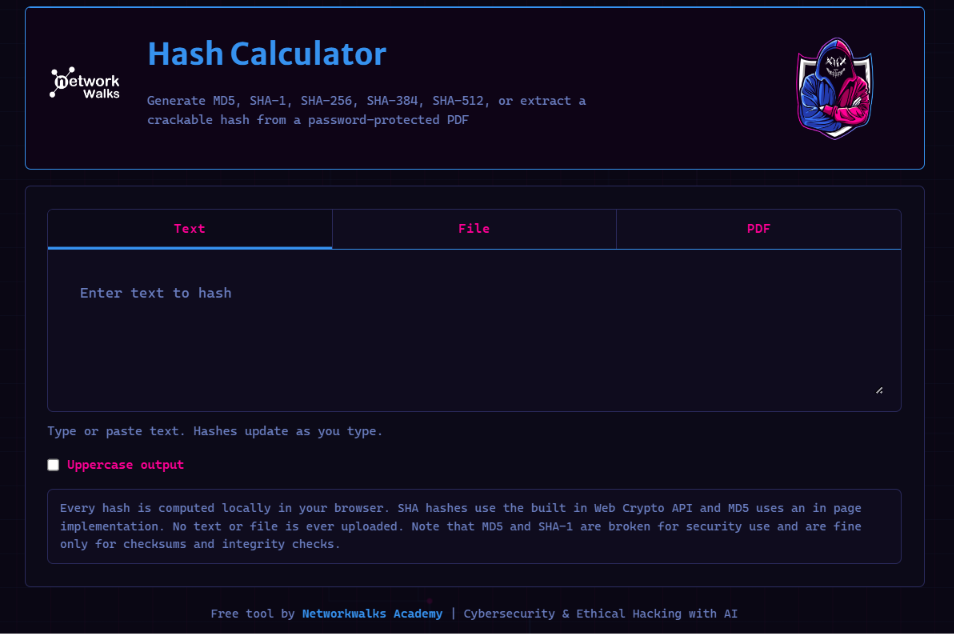 network
walks
Hash Calculator
Generate MD5, SHA-1, SHA-256, SHA-384, SHA-512, or extract a
crackable hash from a password-protected PDF
Text
File
PDF
Enter text to hash
Type or paste text. Hashes update as you type.
Uppercase output
Every hash is computed locally in your browser. SHA hashes use the built in Web Crypto API and MD5 uses an in page
implementation. No text or file is ever uploaded. Note that MD5 and SHA-1 are broken for security use and are fine
only for checksums and integrity checks.
Free tool by Networkwalks Academy | Cybersecurity & Ethical Hacking with AI